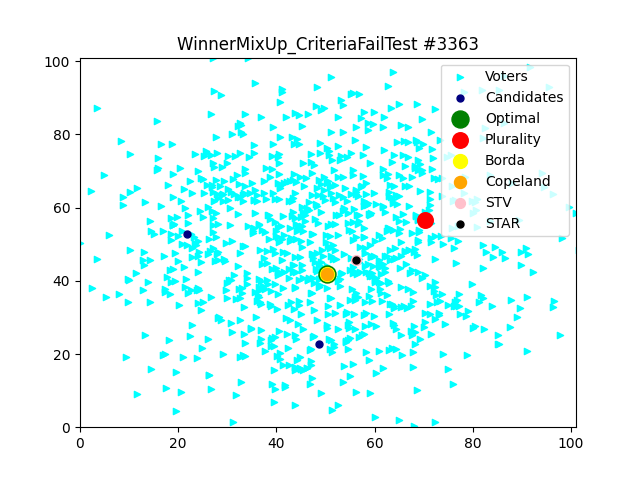 WinnerMixUp_CriteriaFailTest #3363
100
80
60
40
20
0
0
20
40
60
80
100
Voters
Candidates
Optimal
Plurality
Borda
Copeland
STV
STAR